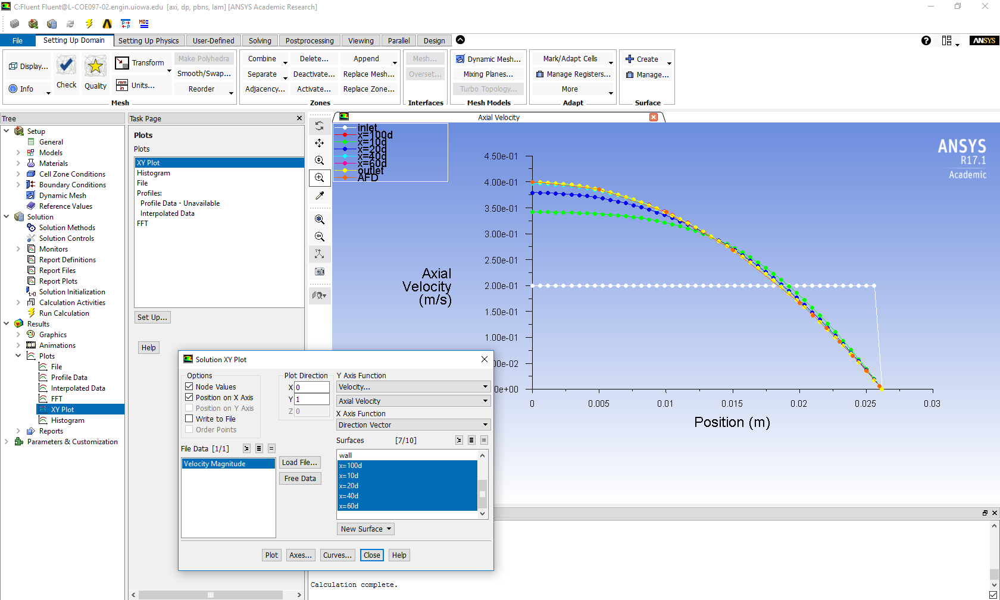 C:Fluent Fluent@L-COE097-02.engin.uiowa.edu [axi, dp, pbns, lam] [ANSYS Academic Research]
File Setting Up Domain Setting Up Physics User-Defined Solving Postprocessing Viewing Parallel Design
ANSYS
Display...
Info
Check
Quality
Transform
Units...
Make Polyhedra
Smooth/Swap...
Reorder
Mesh
Combine Delete... Append
Separate Deactivate... Replace Mesh...
Adjacency... Activate... Replace Zone...
Zones
Mesh...
Overset...
Interfaces
Dynamic Mesh...
Mixing Planes...
Turbo Topology...
Mesh Models
Mark/Adapt Cells
Manage Registers...
More
Adapt
Create
Manage...
Surface
Tree
Setup
General
Models
Materials
Cell Zone Conditions
Boundary Conditions
Dynamic Mesh
Reference Values
Solution
Solution Methods
Solution Controls
Monitors
Report Definitions
Report Files
Report Plots
Solution Initialization
Calculation Activities
Run Calculation
Results
Graphics
Animations
Plots
File
Profile Data
Interpolated Data
FFT
XY Plot
Histogram
Reports
Parameters & Customization
Task Page
Plots
Plots
XY Plot
Histogram
File
Profiles:
Profile Data - Unavailable
Interpolated Data
FFT
Set Up...
Help
Axial Velocity
inlet
x=100d
x=10d
x=20d
x=40d
x=60d
outlet
AFD
ANSYS
R17.1
Academic
4.50e-01
4.00e-01
3.50e-01
3.00e-01
2.50e-01
2.00e-01
1.50e-01
1.00e-01
0e-02
0e+00
Axial
Velocity
(m/s)
0 0.005 0.01 0.015 0.02 0.025 0.03
Position (m)
Solution XY Plot
Options
Node Values
Position on X Axis
Position on Y Axis
Write to File
Order Points
Plot Direction
X 0
Y 1
Z 0
Y Axis Function
Velocity...
Axial Velocity
X Axis Function
Direction Vector
File Data [1/1]
Velocity Magnitude
Load File...
Free Data
Surfaces [7/10]
wall
x=100d
x=10d
x=20d
x=40d
x=60d
New Surface
Plot Axes... Curves... Close Help
Calculation complete.